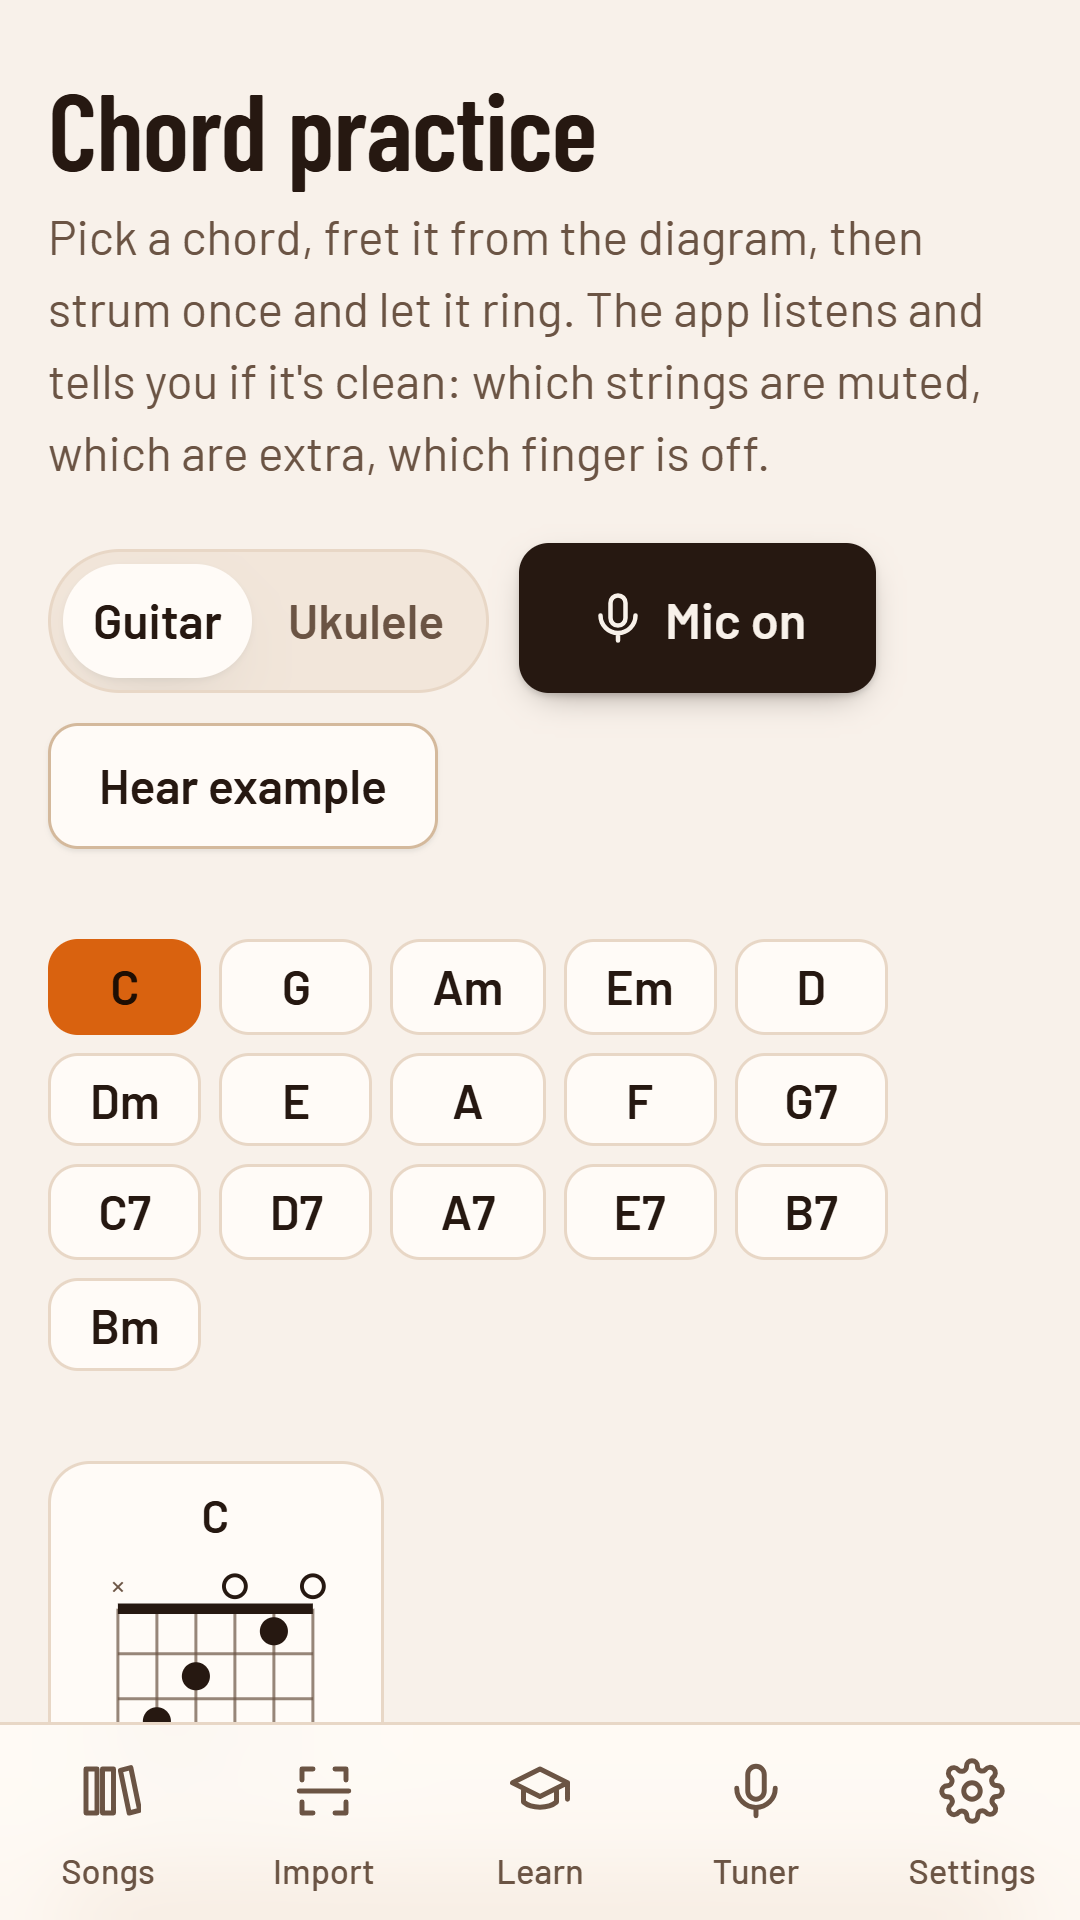 Chord practice
Pick a chord, fret it from the diagram, then
strum once and let it ring. The app listens and
tells you if it's clean: which strings are muted,
which are extra, which finger is off.
Guitar Ukulele Mic on
Hear example
C G Am Em D
Dm E A F G7
C7 D7 A7 E7 B7
Bm
C
×
Songs Import Learn Tuner Settings